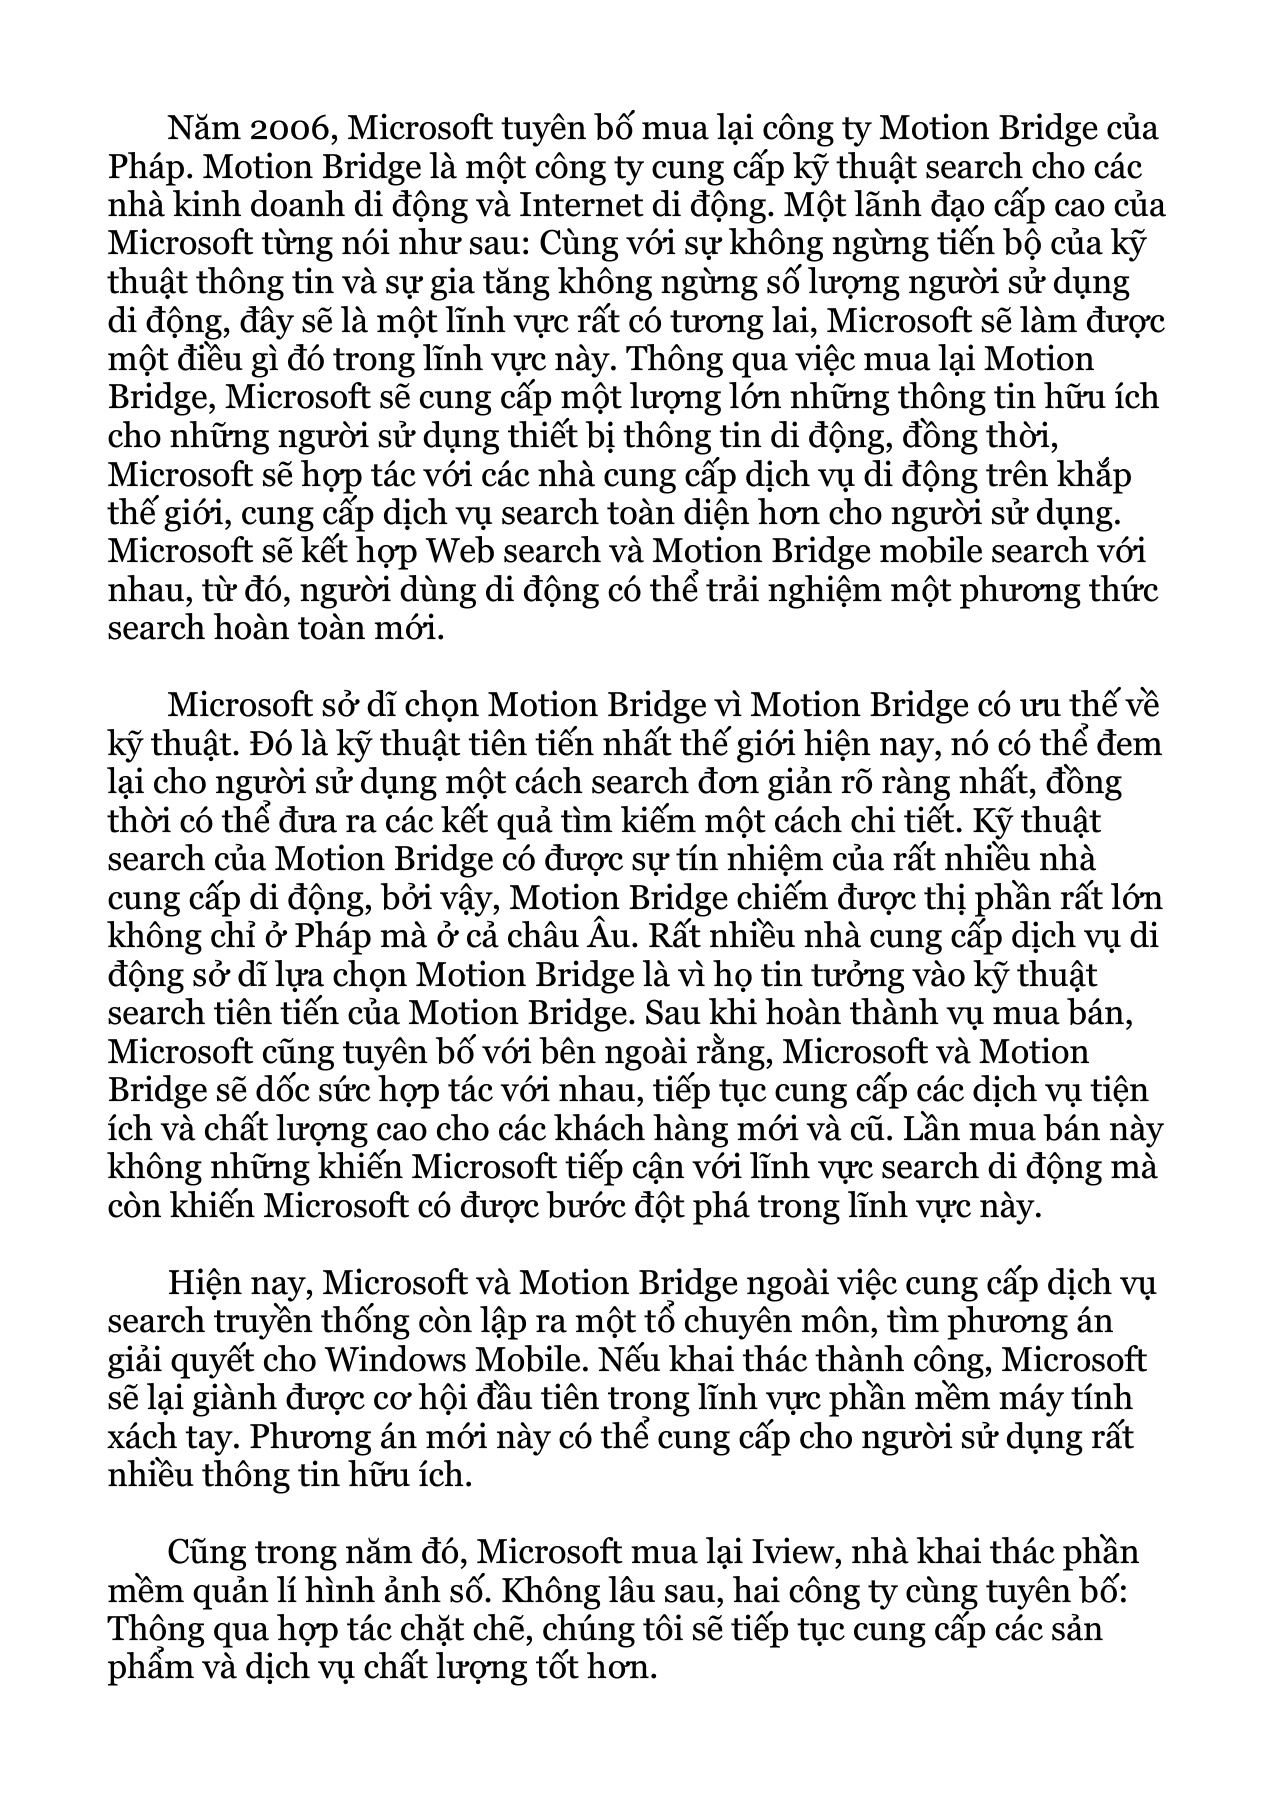 Năm 2006, Microsoft tuyên bố mua lại công ty Motion Bridge của
Pháp. Motion Bridge là một công ty cung cấp kỹ thuật search cho các
nhà kinh doanh di động và Internet di động. Một lãnh đạo cấp cao của
Microsoft từng nói như sau: Cùng với sự không ngừng tiến bộ của kỹ
thuật thông tin và sự gia tăng không ngừng số lượng người sử dụng
di động, đây sẽ là một lĩnh vực rất có tương lai, Microsoft sẽ làm được
một điều gì đó trong lĩnh vực này. Thông qua việc mua lại Motion
Bridge, Microsoft sẽ cung cấp một lượng lớn những thông tin hữu ích
cho những người sử dụng thiết bị thông tin di động, đồng thời,
Microsoft sẽ hợp tác với các nhà cung cấp dịch vụ di động trên khắp
thế giới, cung cấp dịch vụ search toàn diện hơn cho người sử dụng.
Microsoft sẽ kết hợp Web search và Motion Bridge mobile search với
nhau, từ đó, người dùng di động có thể trải nghiệm một phương thức
search hoàn toàn mới.
Microsoft sở dĩ chọn Motion Bridge vì Motion Bridge có ưu thế về
kỹ thuật. Đó là kỹ thuật tiên tiến nhất thế giới hiện nay, nó có thể đem
lại cho người sử dụng một cách search đơn giản rõ ràng nhất, đồng
thời có thể đưa ra các kết quả tìm kiếm một cách chi tiết. Kỹ thuật
search của Motion Bridge có được sự tín nhiệm của rất nhiều nhà
cung cấp di động, bởi vậy, Motion Bridge chiếm được thị phần rất lớn
không chỉ ở Pháp mà ở cả châu Âu. Rất nhiều nhà cung cấp dịch vụ di
động sở dĩ lựa chọn Motion Bridge là vì họ tin tưởng vào kỹ thuật
search tiên tiến của Motion Bridge. Sau khi hoàn thành vụ mua bán,
Microsoft cũng tuyên bố với bên ngoài rằng, Microsoft và Motion
Bridge sẽ dốc sức hợp tác với nhau, tiếp tục cung cấp các dịch vụ tiện
ích và chất lượng cao cho các khách hàng mới và cũ. Lần mua bán này
không những khiến Microsoft tiếp cận với lĩnh vực search di động mà
còn khiến Microsoft có được bước đột phá trong lĩnh vực này.
Hiện nay, Microsoft và Motion Bridge ngoài việc cung cấp dịch vụ
search truyền thống còn lập ra một tổ chuyên môn, tìm phương án
giải quyết cho Windows Mobile. Nếu khai thác thành công, Microsoft
sẽ lại giành được cơ hội đầu tiên trong lĩnh vực phần mềm máy tính
xách tay. Phương án mới này có thể cung cấp cho người sử dụng rất
nhiều thông tin hữu ích.
Cũng trong năm đó, Microsoft mua lại Iview, nhà khai thác phần
mềm quản lí hình ảnh số. Không lâu sau, hai công ty cùng tuyên bố:
Thông qua hợp tác chặt chẽ, chúng tôi sẽ tiếp tục cung cấp các sản
phẩm và dịch vụ chất lượng tốt hơn.